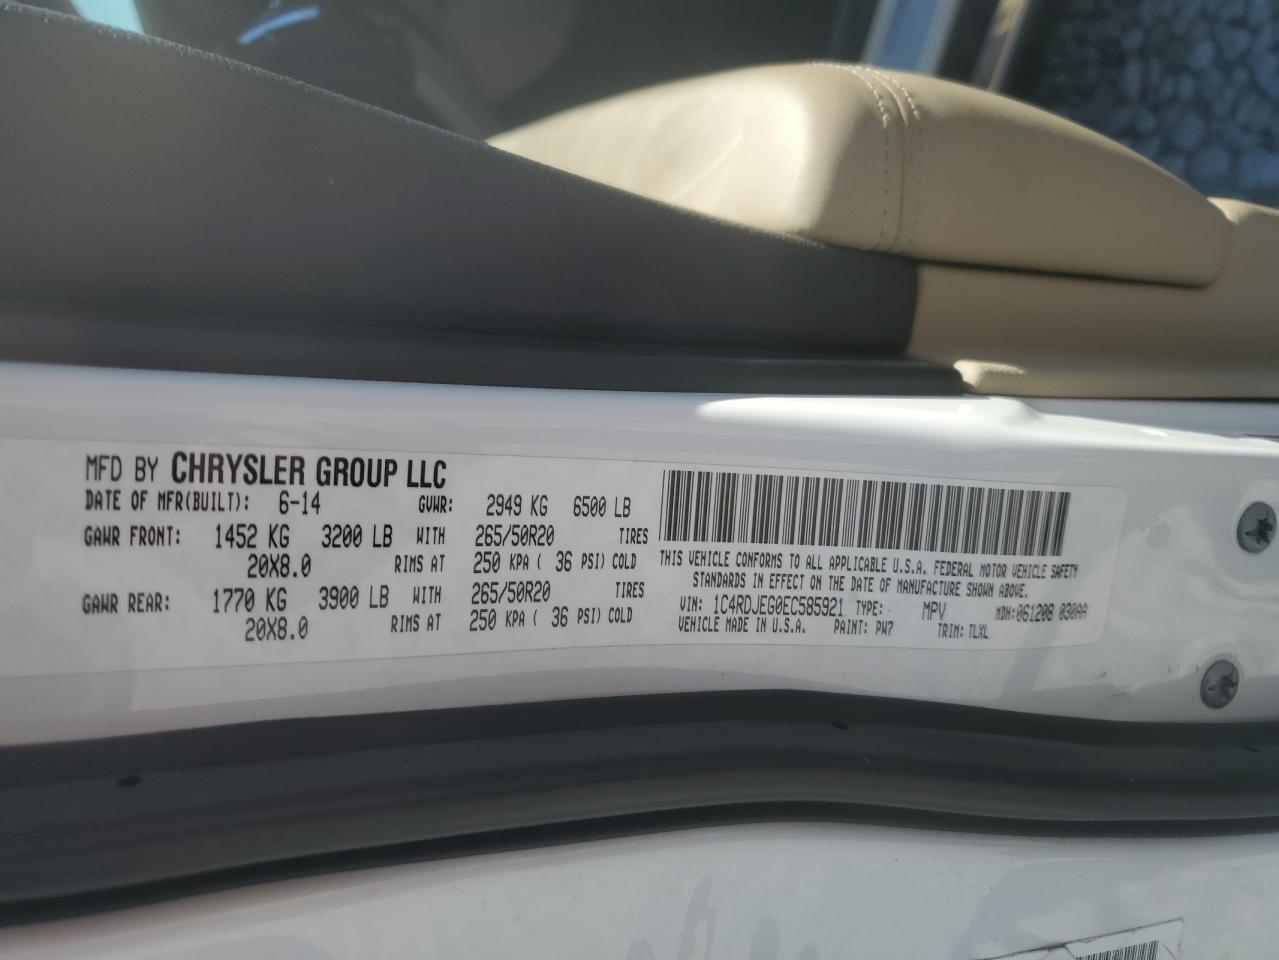 MFD BY CHRYSLER GROUP LLC
DATE OF MFR(BUILT): 6-14 GVWR: 2949 KG 6500 LB
GAWR FRONT: 1452 KG 3200 LB WITH 265/50R20 TIRES
20X8.0 RIMS AT 250 KPA ( 36 PSI) COLD
GAWR REAR: 1770 KG 3900 LB WITH 265/50R20 TIRES
20X8.0 RIMS AT 250 KPA ( 36 PSI) COLD
THIS VEHICLE CONFORMS TO ALL APPLICABLE U.S.A. FEDERAL MOTOR VEHICLE SAFETY
STANDARDS IN EFFECT ON THE DATE OF MANUFACTURE SHOWN ABOVE.
VIN: 1C4RDJEG0EC585921 TYPE: MPV MDH:061208 030AA
VEHICLE MADE IN U.S.A. PAINT: PW7 TRIM: TLXL